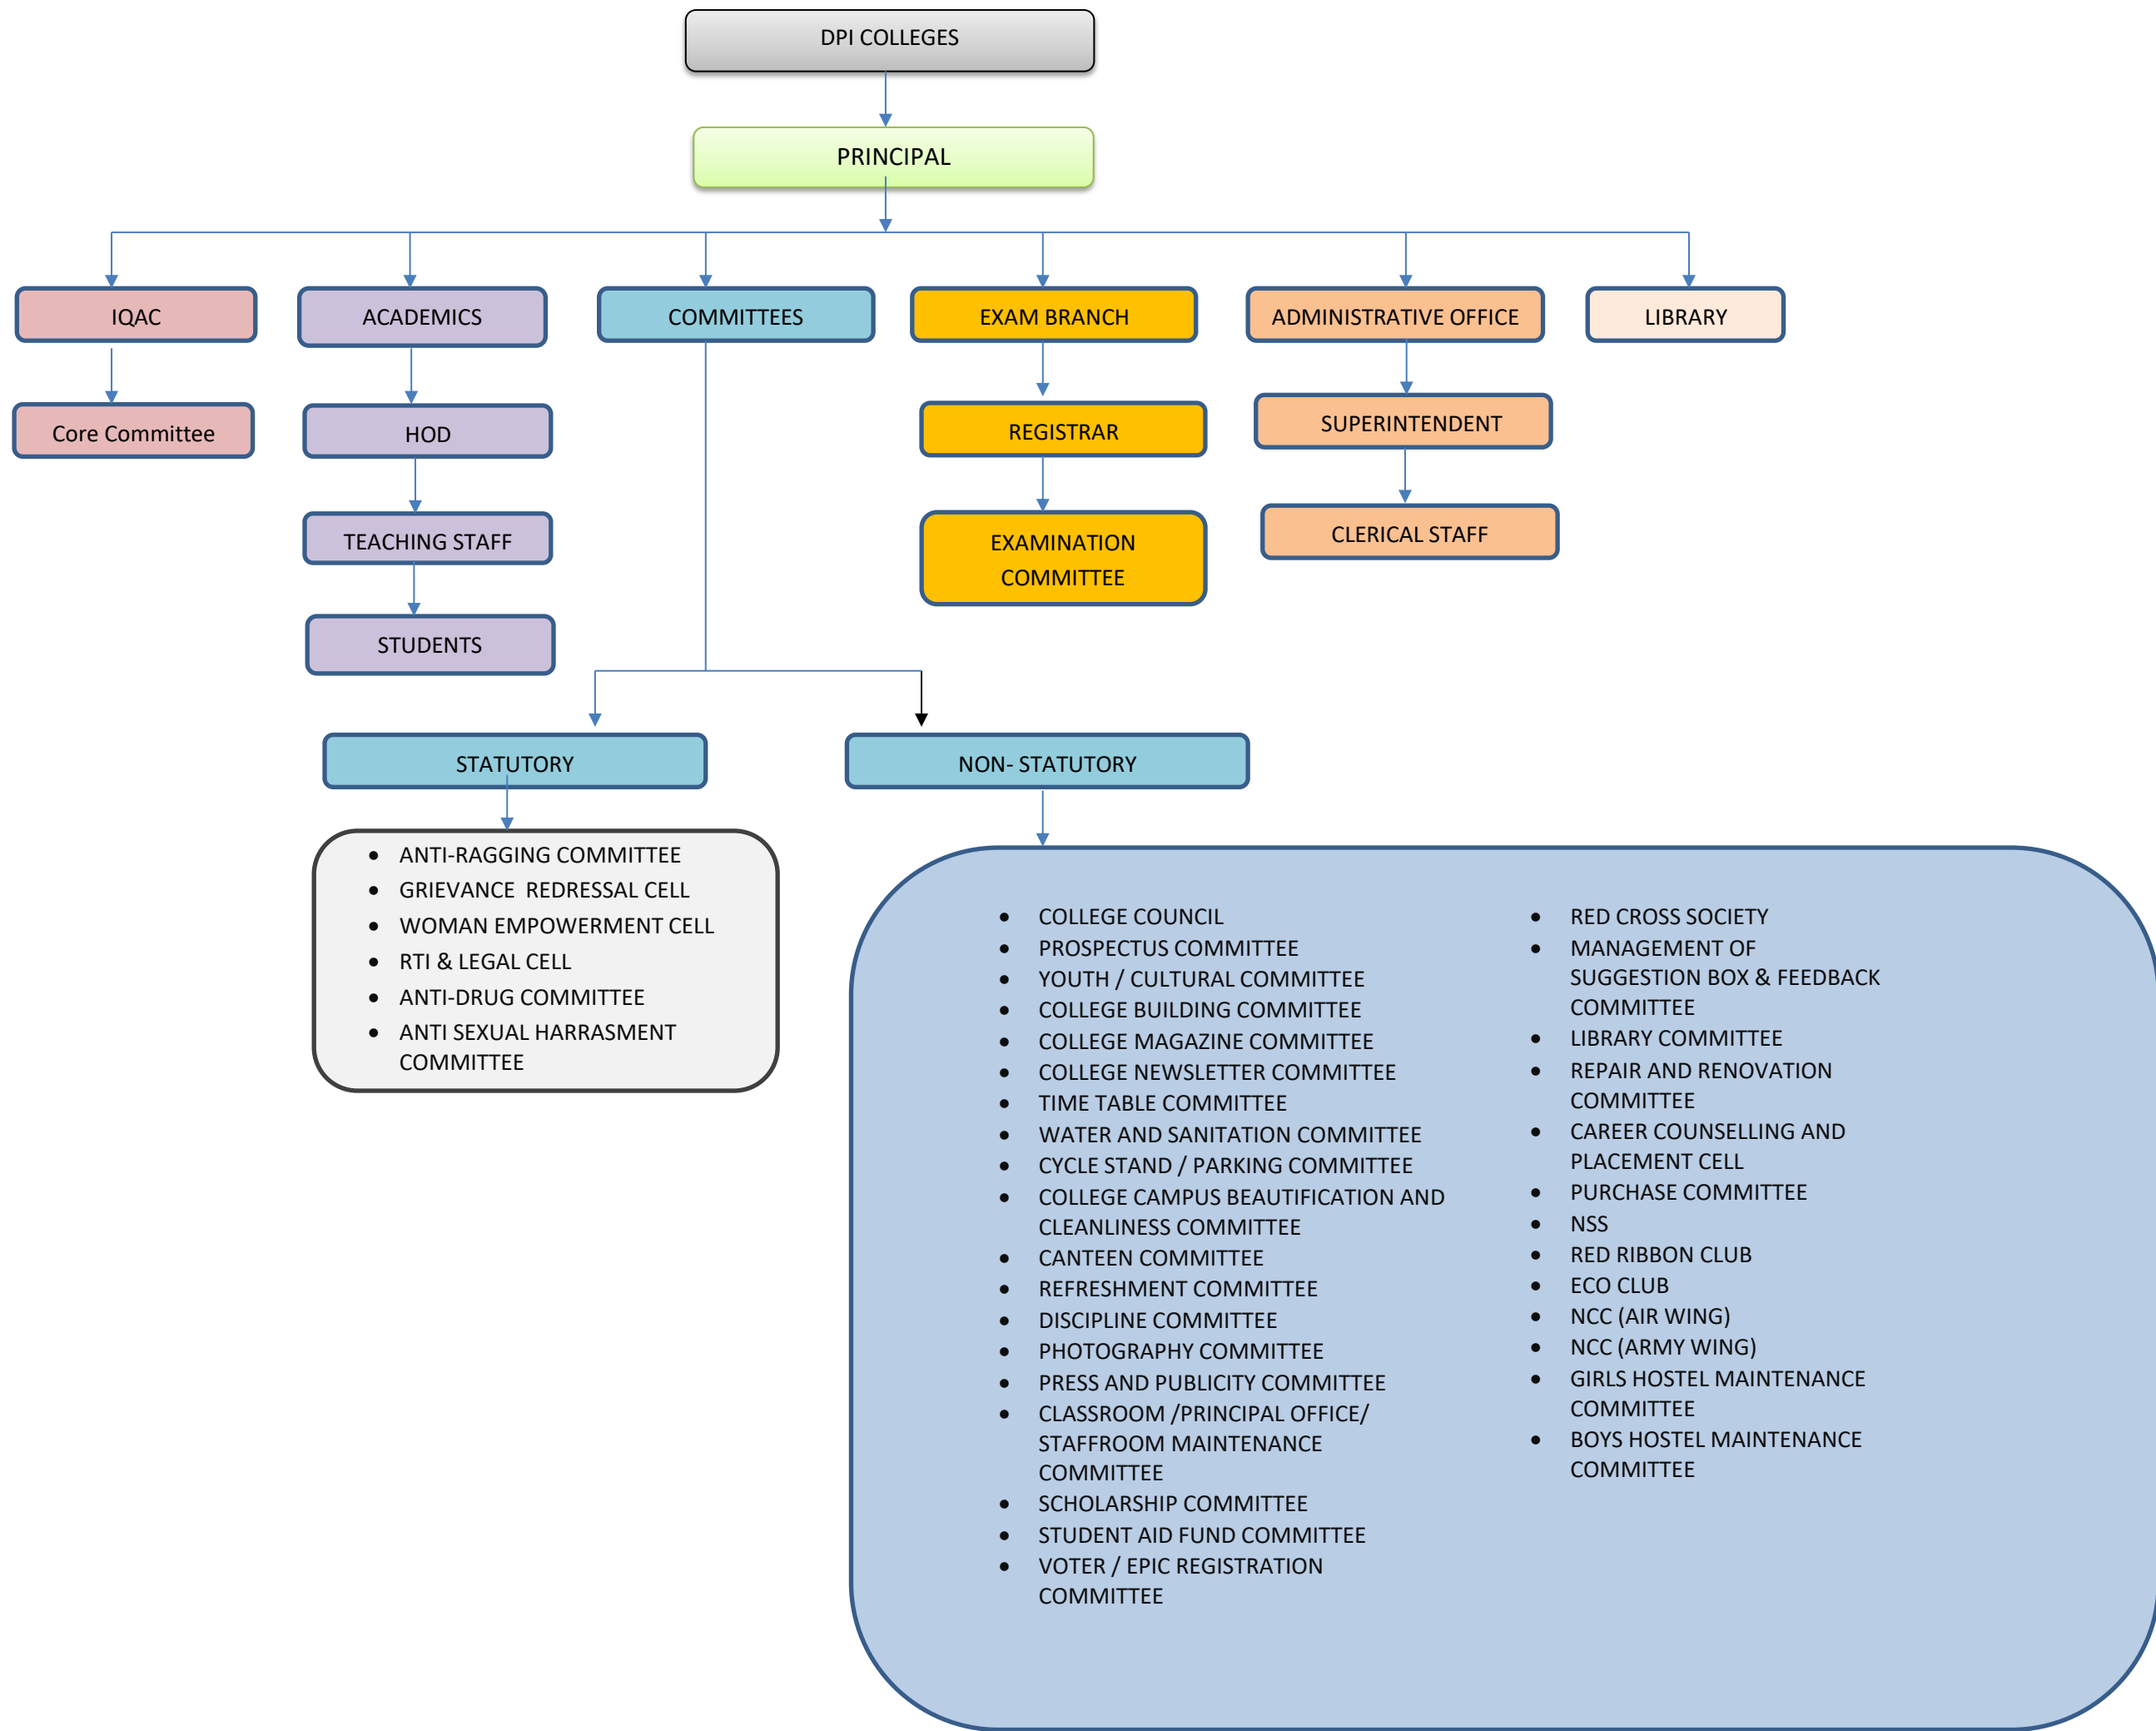 DPI COLLEGES
PRINCIPAL
IQAC
ACADEMICS
COMMITTEES
EXAM BRANCH
ADMINISTRATIVE OFFICE
LIBRARY
Core Committee
HOD
REGISTRAR
SUPERINTENDENT
TEACHING STAFF
EXAMINATION
COMMITTEE
CLERICAL STAFF
STUDENTS
STATUTORY
NON- STATUTORY
• ANTI-RAGGING COMMITTEE
• GRIEVANCE  REDRESSAL CELL
• WOMAN EMPOWERMENT CELL
• RTI & LEGAL CELL
• ANTI-DRUG COMMITTEE
• ANTI SEXUAL HARRASMENT
COMMITTEE
• COLLEGE COUNCIL
• PROSPECTUS COMMITTEE
• YOUTH / CULTURAL COMMITTEE
• COLLEGE BUILDING COMMITTEE
• COLLEGE MAGAZINE COMMITTEE
• COLLEGE NEWSLETTER COMMITTEE
• TIME TABLE COMMITTEE
• WATER AND SANITATION COMMITTEE
• CYCLE STAND / PARKING COMMITTEE
• COLLEGE CAMPUS BEAUTIFICATION AND
CLEANLINESS COMMITTEE
• CANTEEN COMMITTEE
• REFRESHMENT COMMITTEE
• DISCIPLINE COMMITTEE
• PHOTOGRAPHY COMMITTEE
• PRESS AND PUBLICITY COMMITTEE
• CLASSROOM /PRINCIPAL OFFICE/
STAFFROOM MAINTENANCE
COMMITTEE
• SCHOLARSHIP COMMITTEE
• STUDENT AID FUND COMMITTEE
• VOTER / EPIC REGISTRATION
COMMITTEE
• RED CROSS SOCIETY
• MANAGEMENT OF
SUGGESTION BOX & FEEDBACK
COMMITTEE
• LIBRARY COMMITTEE
• REPAIR AND RENOVATION
COMMITTEE
• CAREER COUNSELLING AND
PLACEMENT CELL
• PURCHASE COMMITTEE
• NSS
• RED RIBBON CLUB
• ECO CLUB
• NCC (AIR WING)
• NCC (ARMY WING)
• GIRLS HOSTEL MAINTENANCE
COMMITTEE
• BOYS HOSTEL MAINTENANCE
COMMITTEE